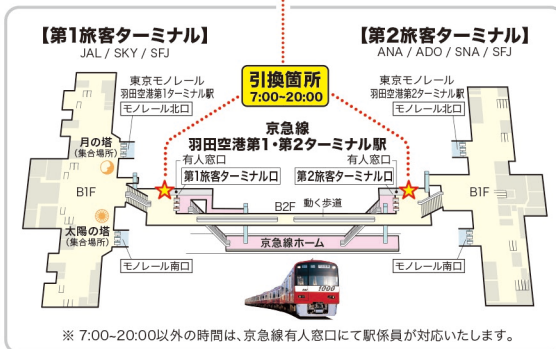 【第1旅客ターミナル】
JAL / SKY / SFJ
【第2旅客ターミナル】
ANA / ADO / SNA / SFJ
引換箇所
7:00~20:00
東京モノレール
羽田空港第1ターミナル駅
モノレール北口
東京モノレール
羽田空港第2ターミナル駅
モノレール北口
京急線
羽田空港第1・第2ターミナル駅
月の塔
(集合場所)
有人窓口
第1旅客ターミナル口
有人窓口
第2旅客ターミナル口
B1F
B2F
動く歩道
B1F
太陽の塔
(集合場所)
京急線ホーム
モノレール南口
モノレール南口
1000
※ 7:00~20:00以外の時間は、京急線有人窓口にて駅係員が対応いたします。